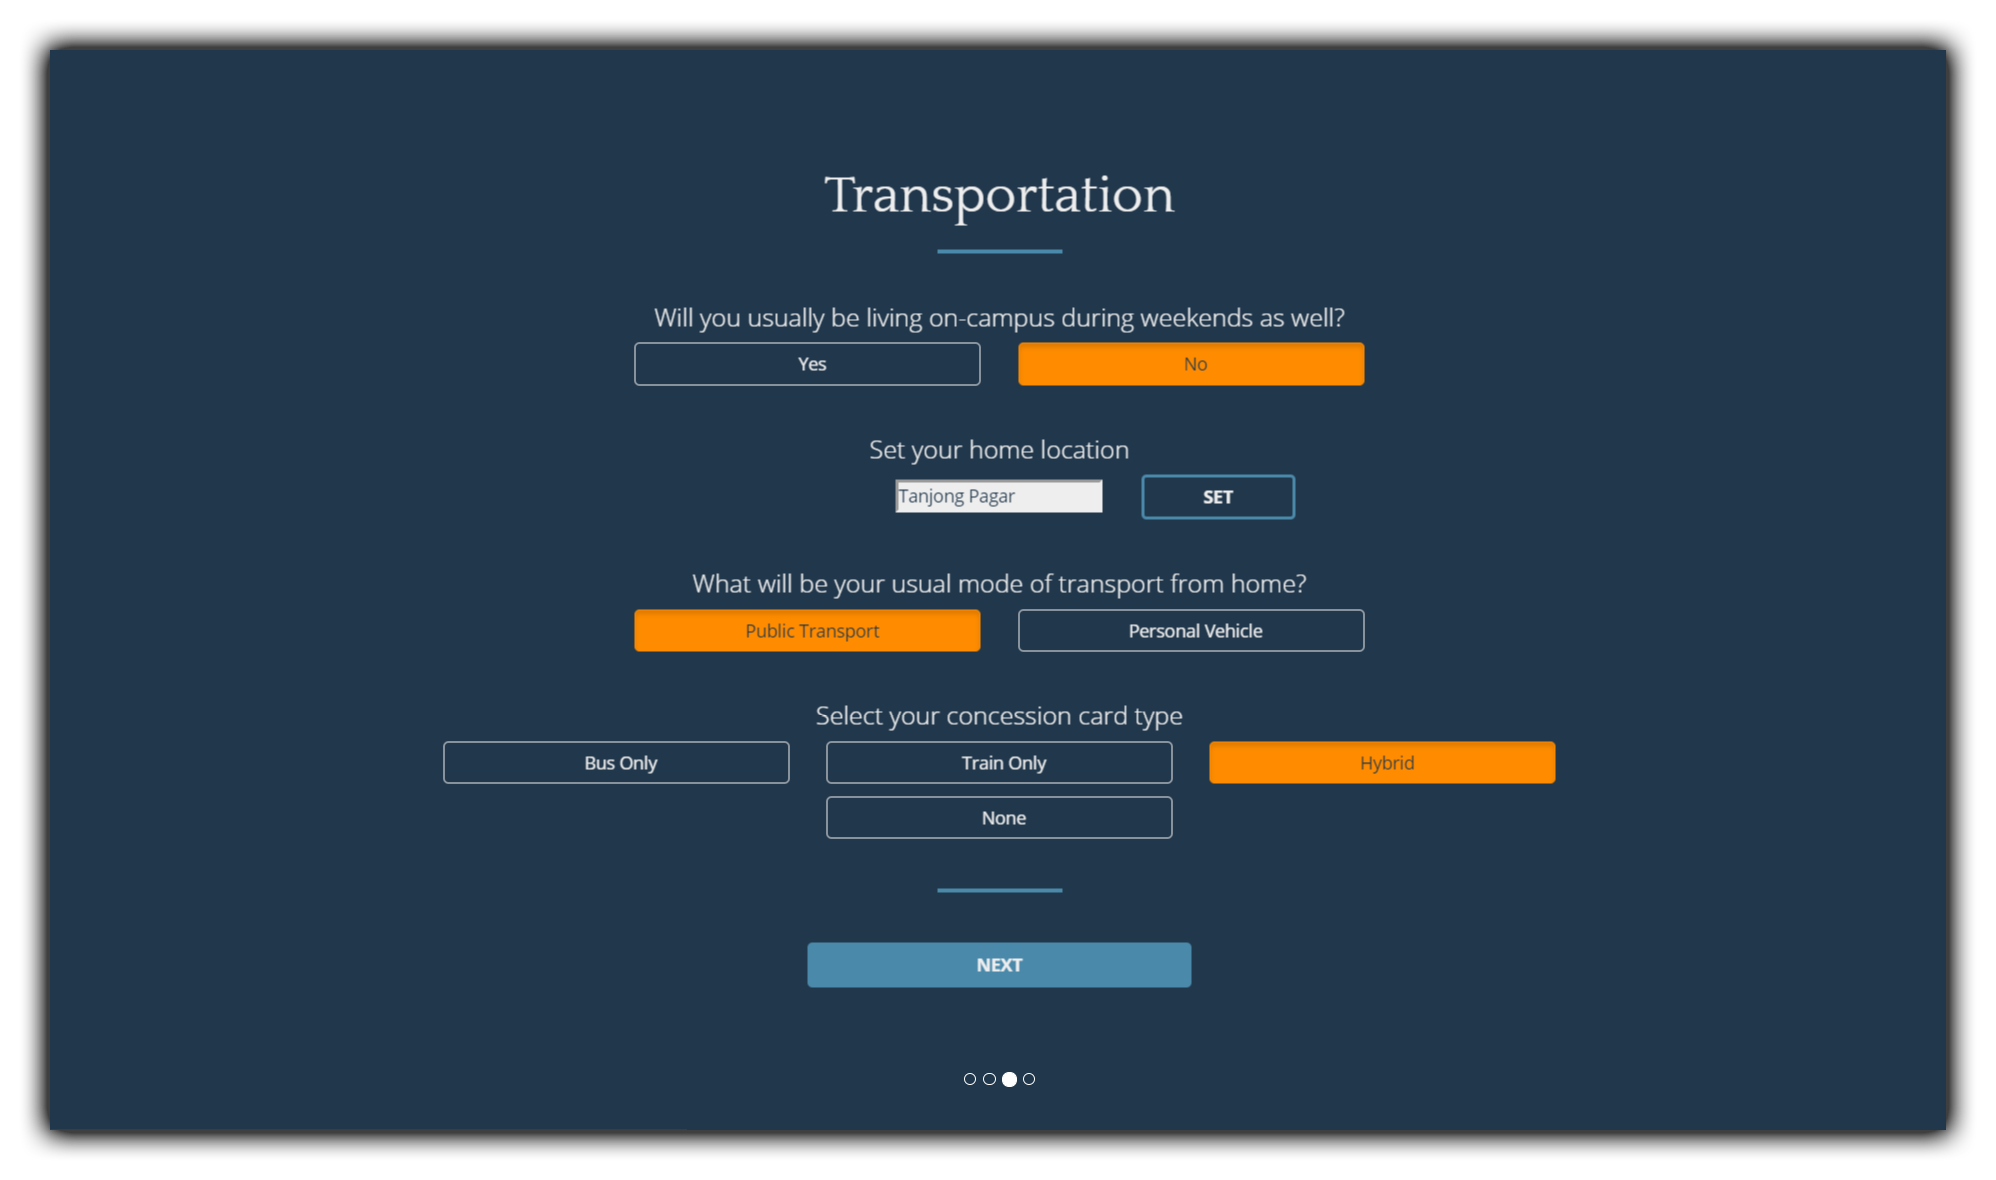 Transportation
Will you usually be living on-campus during weekends as well?
Yes No
Set your home location
Tanjong Pagar SET
What will be your usual mode of transport from home?
Public Transport Personal Vehicle
Select your concession card type
Bus Only Train Only Hybrid
None
NEXT